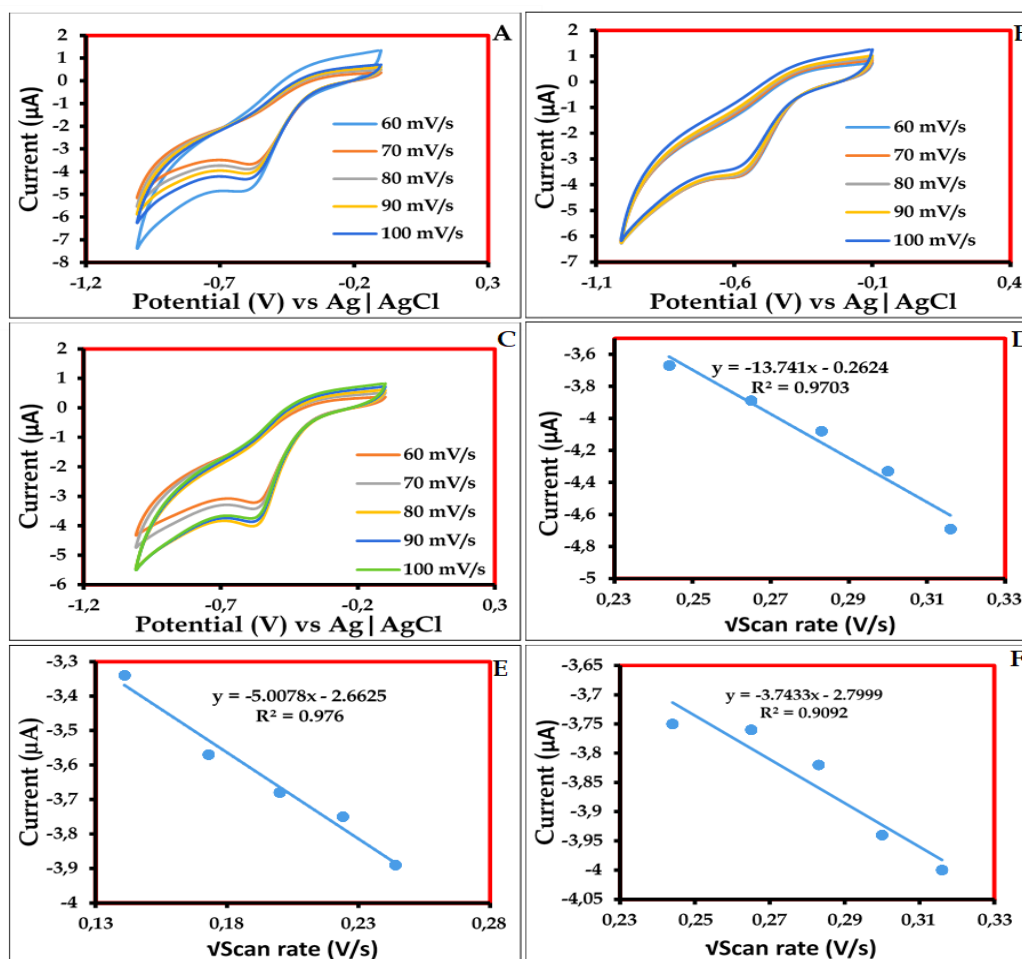 A
2
1
0
-1
-2
-3
-4
-5
-6
-7
-8
Current (µA)
60 mV/s
70 mV/s
80 mV/s
90 mV/s
100 mV/s
-1,2
-0,7
-0,2
0,3
Potential (V) vs Ag|AgCl
2
1
0
-1
-2
-3
-4
-5
-6
-7
Current (µA)
60 mV/s
70 mV/s
80 mV/s
90 mV/s
100 mV/s
-1,1
-0,6
-0,1
0,4
Potential (V) vs Ag|AgCl
C
2
1
0
-1
-2
-3
-4
-5
-6
Current (µA)
60 mV/s
70 mV/s
80 mV/s
90 mV/s
100 mV/s
-1,2
-0,7
-0,2
0,3
Potential (V) vs Ag|AgCl
D
-3,6
-3,8
-4
-4,2
-4,4
-4,6
-4,8
-5
Current (µA)
y = -13.741x - 0.2624
R² = 0.9703
0,23
0,25
0,27
0,29
0,31
0,33
√Scan rate (V/s)
E
-3,3
-3,4
-3,5
-3,6
-3,7
-3,8
-3,9
-4
Current (µA)
y = -5.0078x - 2.6625
R² = 0.976
0,13
0,18
0,23
0,28
√Scan rate (V/s)
F
-3,65
-3,7
-3,75
-3,8
-3,85
-3,9
-3,95
-4
-4,05
Current (µA)
y = -3.7433x - 2.7999
R² = 0.9092
0,23
0,25
0,27
0,29
0,31
0,33
√Scan rate (V/s)